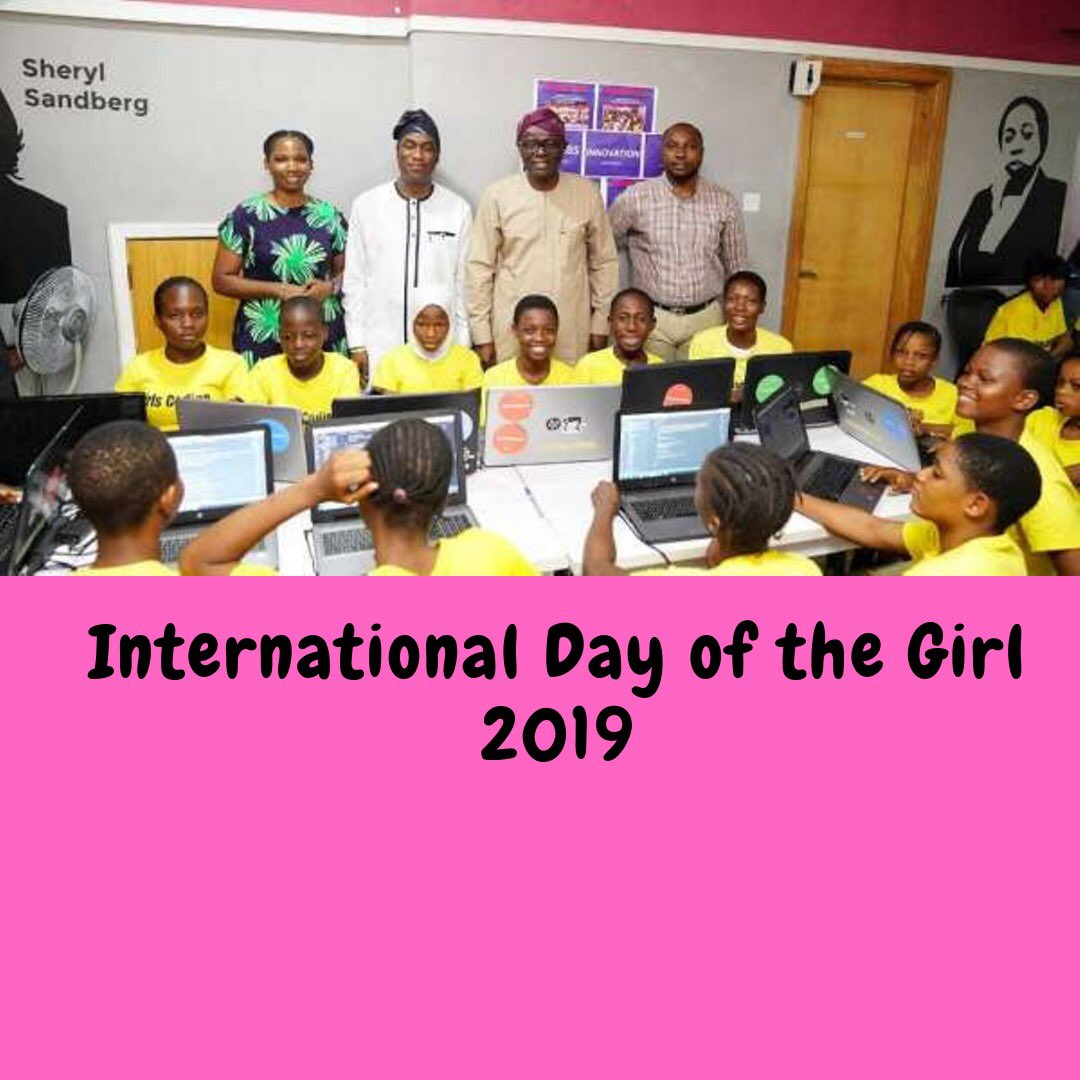 Sheryl
Sandberg
INNOVATION
International Day of the Girl
2019